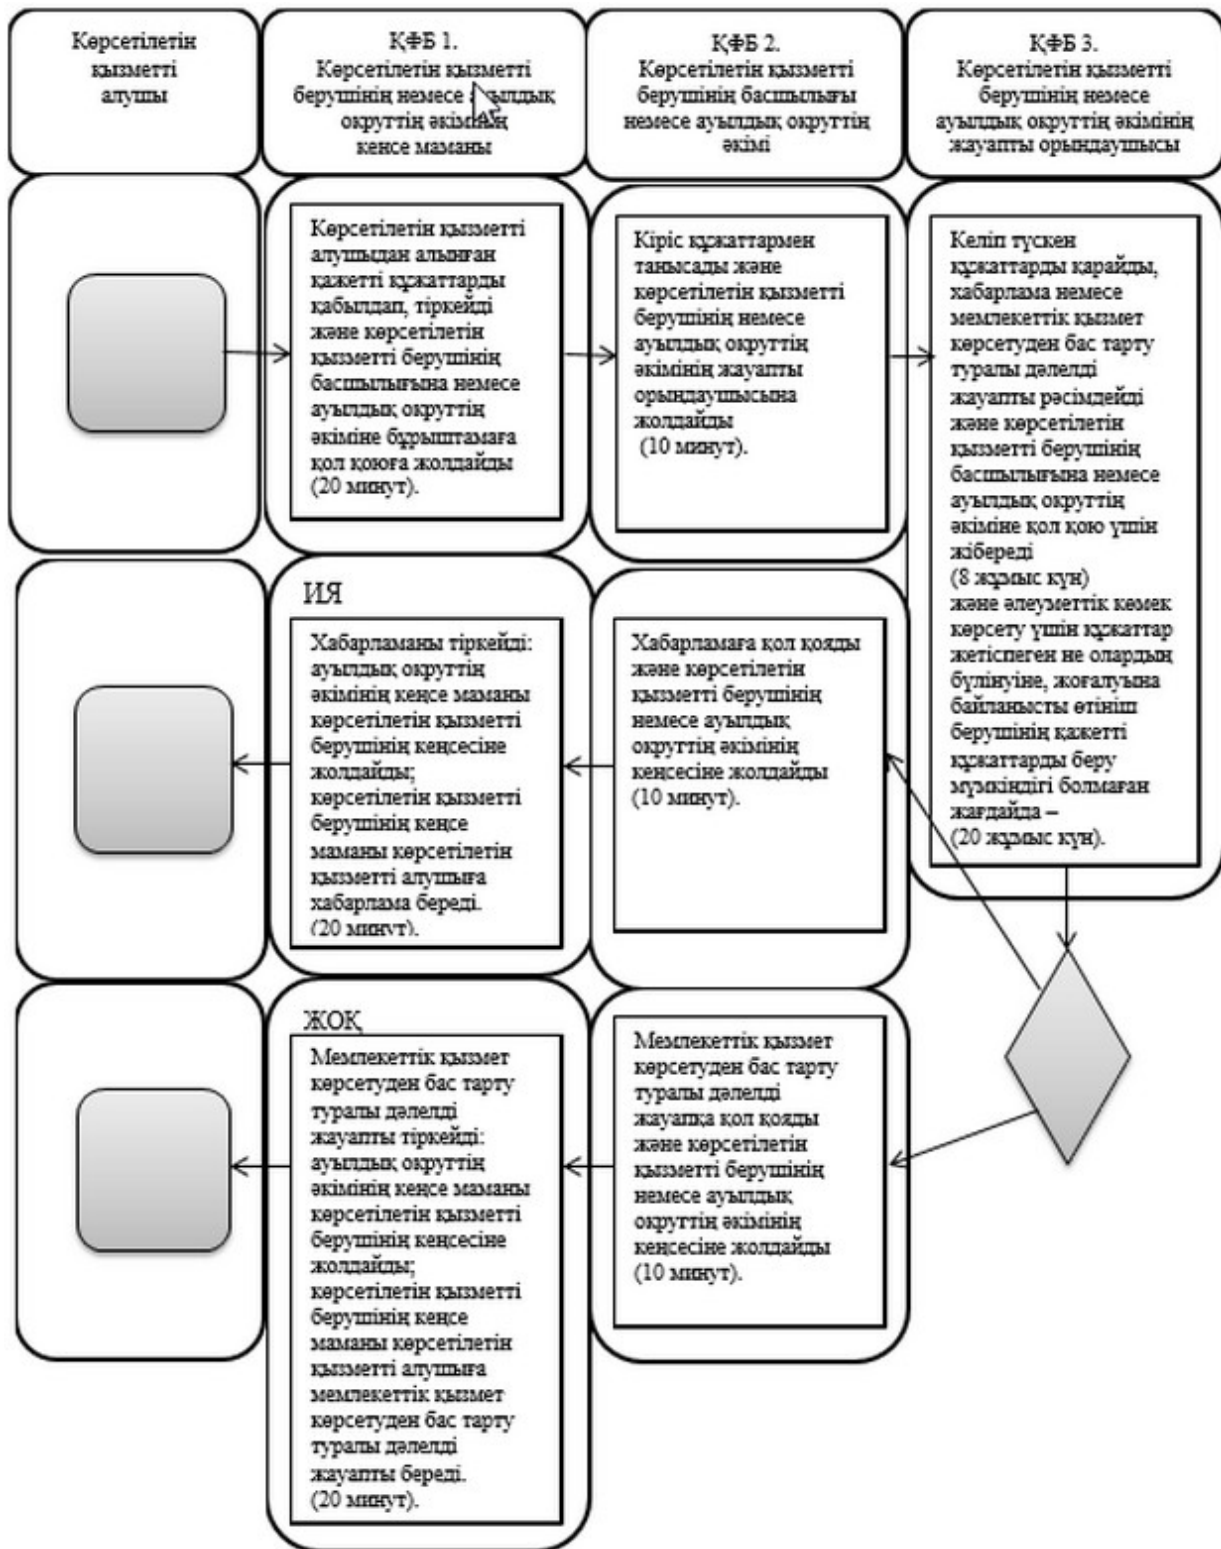 Көрсетілетін
қызметті
алушы
ҚФБ 1.
Көрсетілетін қызметті
берушінің немесе ауылдық
округтің әкімінің
кеңсе маманы
ҚФБ 2.
Көрсетілетін қызметті
берушінің басшылығы
немесе ауылдық округтің
әкімі
ҚФБ 3.
Көрсетілетін қызметті
берушінің немесе
ауылдық округтің әкімінің
жауапты орындаушысы
Көрсетілетін қызметті
алушыдан алынған
қажетті құжаттарды
қабылдап, тіркейді
және көрсетілетін
қызметті берушінің
басшылығына немесе
ауылдық округтің
әкіміне бұрыштамаға
қол қоюға жолдайды
(20 минут).
Кіріс құжаттармен
танысады және
көрсетілетін қызметті
берушінің немесе
ауылдық округтің
әкімінің жауапты
орындаушысына
жолдайды
(10 минут).
Келіп түскен
құжаттарды қарайды,
хабарлама немесе
мемлекеттік қызмет
көрсетуден бас тарту
туралы дәлелді
жауапты рәсімдейді
және көрсетілетін
қызметті берушінің
басшылығына немесе
ауылдық округтің
әкіміне қол қою үшін
жібереді
(8 жұмыс күн)
және әлеуметтік көмек
көрсету үшін құжаттар
жетіспеген не олардың
бүлінуіне, жоғалуына
байланысты өтініш
берушінің қажетті
құжаттарды беру
мүмкіндігі болмаған
жағдайда –
(20 жұмыс күн).
ИЯ
Хабарламаны тіркейді:
ауылдық округтің
әкімінің кеңсе маманы
көрсетілетін қызметті
берушінің кеңсесіне
жолдайды;
көрсетілетін қызметті
берушінің кеңсе
маманы көрсетілетін
қызметті алушыға
хабарлама береді.
(20 минут).
Хабарламаға қол қояды
және көрсетілетін
қызметті берушінің
немесе ауылдық
округтің әкімінің
кеңсесіне жолдайды
(10 минут).
ЖОҚ
Мемлекеттік қызмет
көрсетуден бас тарту
туралы дәлелді
жауапты тіркейді:
ауылдық округтің
әкімінің кеңсе маманы
көрсетілетін қызметті
берушінің кеңсесіне
жолдайды;
көрсетілетін қызметті
берушінің кеңсе
маманы көрсетілетін
қызметті алушыға
мемлекеттік қызмет
көрсетуден бас тарту
туралы дәлелді
жауапты береді.
(20 минут).
Мемлекеттік қызмет
көрсетуден бас тарту
туралы дәлелді
жауапқа қол қояды
және көрсетілетін
қызметті берушінің
немесе ауылдық
округтің әкімінің
кеңсесіне жолдайды
(10 минут).